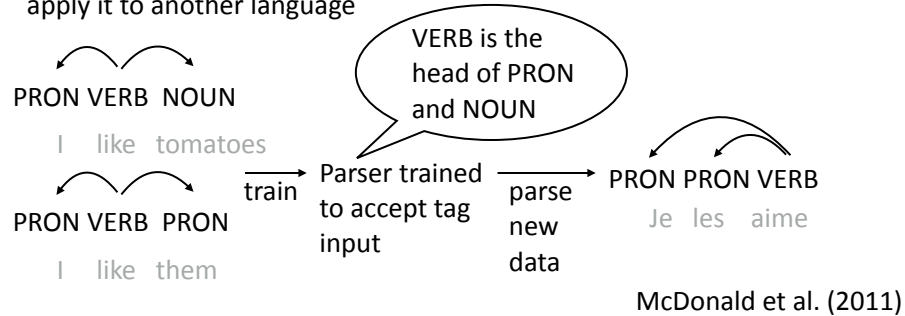 apply it to another language
PRON VERB NOUN
I like tomatoes
PRON VERB PRON
I like them
train
VERB is the
head of PRON
and NOUN
Parser trained
to accept tag
input
parse
new
data
PRON PRON VERB
Je les aime
McDonald et al. (2011)